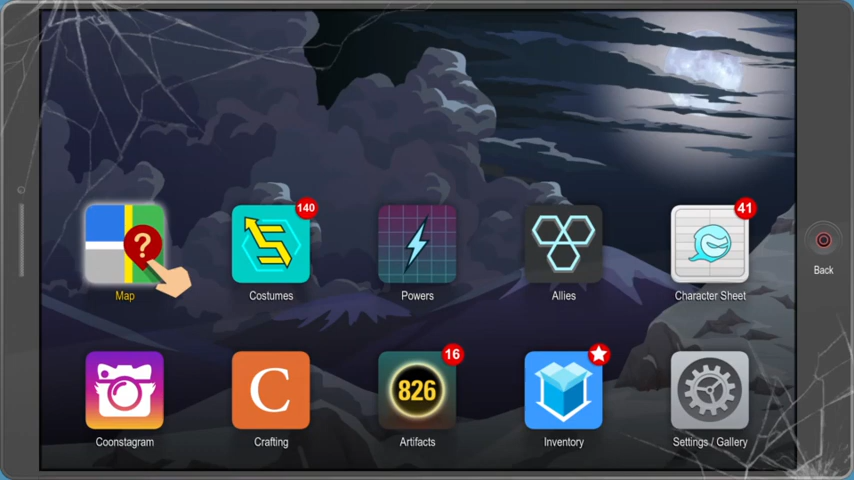 140
41
?
Back
Map
Costumes
Powers
Allies
Character Sheet
16
C
826
Coonstagram
Crafting
Artifacts
Inventory
Settings / Gallery